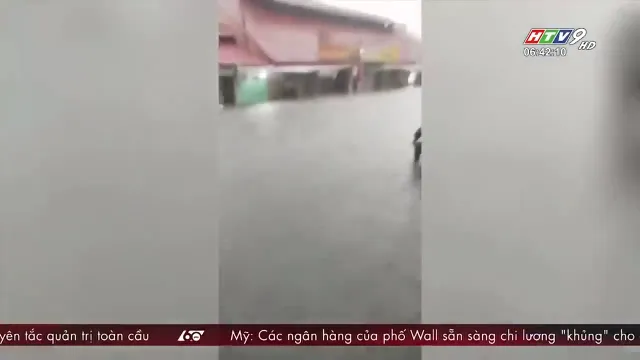 HTV9 HD
06:42:10
yên tắc quản trị toàn cầu 60 Mỹ: Các ngân hàng của phố Wall sẵn sàng chi lương "khủng" cho